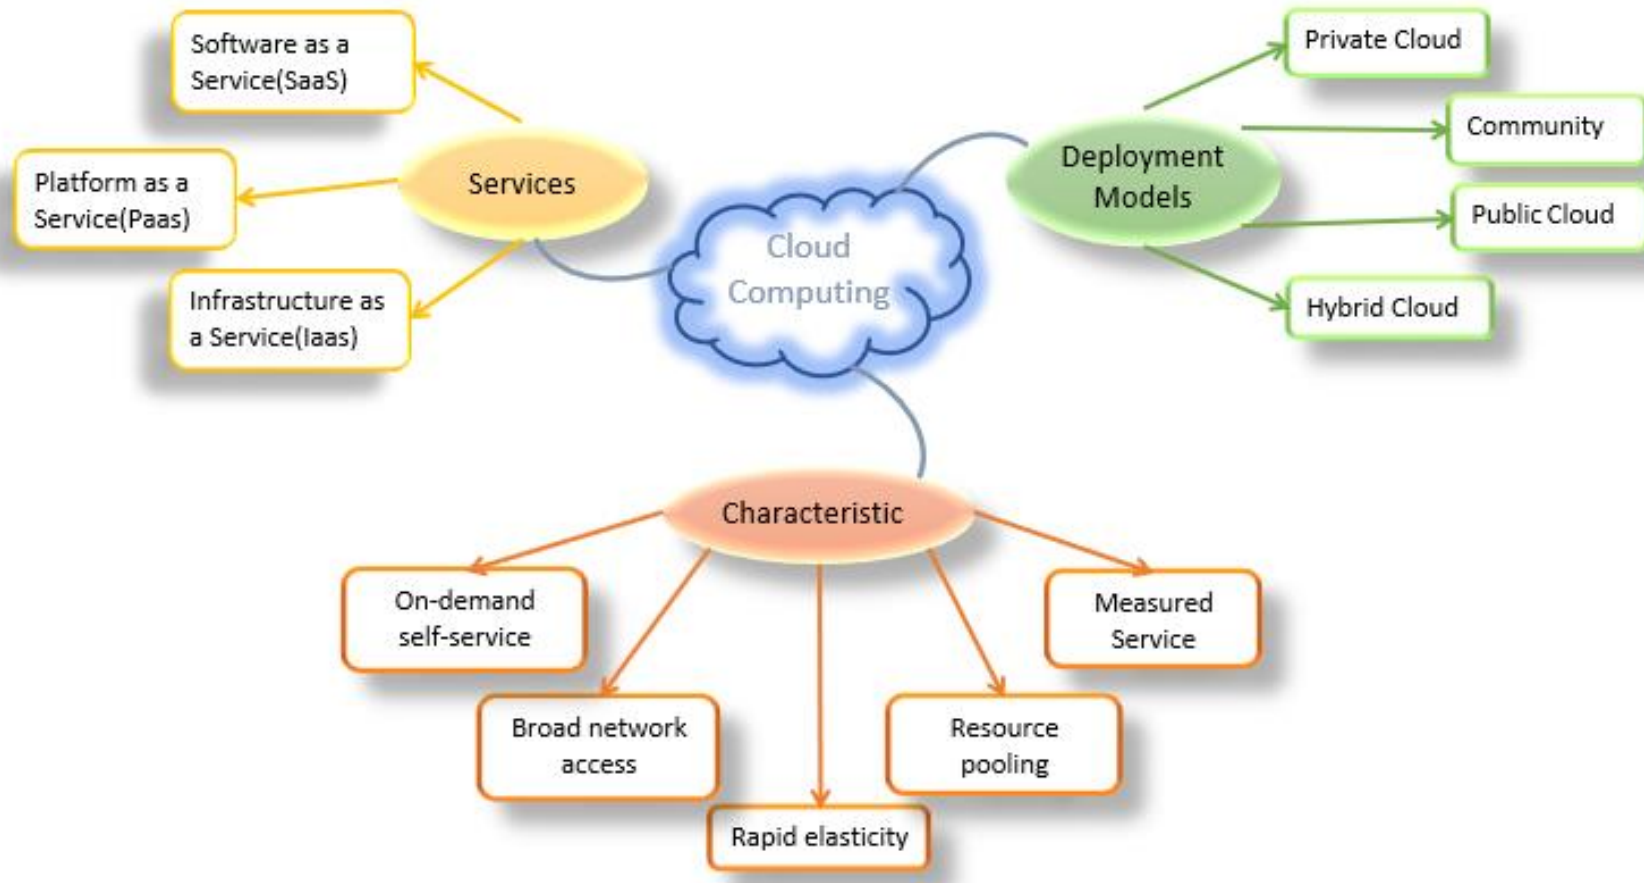 Software as a
Service(SaaS)
Platform as a
Service(Paas)
Infrastructure as
a Service(Iaas)
Services
Cloud
Computing
Deployment
Models
Private Cloud
Community
Public Cloud
Hybrid Cloud
Characteristic
On-demand
self-service
Broad network
access
Rapid elasticity
Resource
pooling
Measured
Service